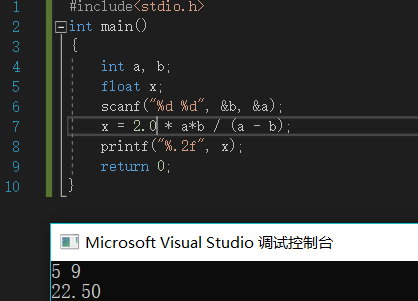 1 #include<stdio.h>
2 int main()
3 {
4 int a, b;
5 float x;
6 scanf("%d %d", &b, &a);
7 x = 2.0 * a*b / (a - b);
8 printf("%.2f", x);
9 return 0;
10 }
Microsoft Visual Studio 调试控制台
5 9
22.50